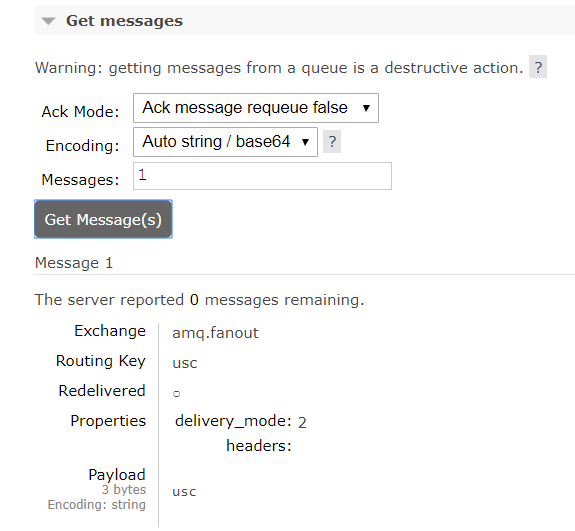 Get messages
Warning: getting messages from a queue is a destructive action. ?
Ack Mode: Ack message requeue false
Encoding: Auto string / base64 ?
Messages: 1
Get Message(s)
Message 1
The server reported 0 messages remaining.
Exchange amq.fanout
Routing Key usc
Redelivered ○
Properties delivery_mode: 2
headers:
Payload
3 bytes
Encoding: string
usc